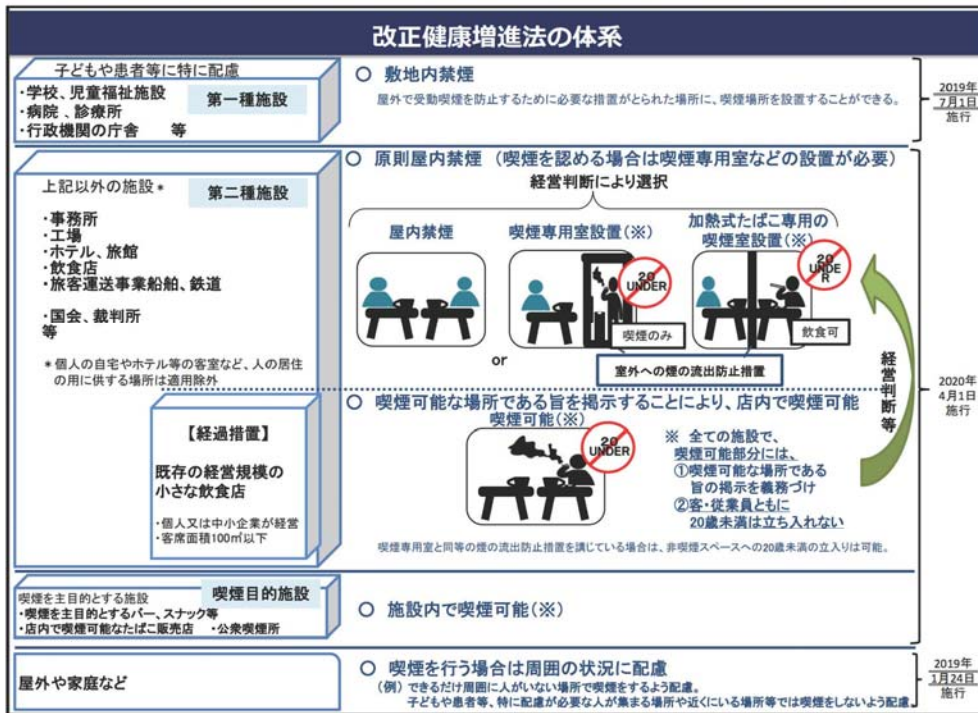 改正健康増進法の体系
子どもや患者等に特に配慮
・学校、児童福祉施設
・病院、診療所
・行政機関の庁舎　等
第一種施設
○ 敷地内禁煙
屋外で受動喫煙を防止するために必要な措置がとられた場所に、喫煙場所を設置することができる。
2019年
7月1日
施行
上記以外の施設*
第二種施設
・事務所
・工場
・ホテル、旅館
・飲食店
・旅客運送事業船舶、鉄道
・国会、裁判所
等
* 個人の自宅やホテル等の客室など、人の居住
の用に供する場所は適用除外
○ 原則屋内禁煙 （喫煙を認める場合は喫煙専用室などの設置が必要）
経営判断により選択
屋内禁煙
喫煙専用室設置(※)
加熱式たばこ専用の
喫煙室設置(※)
20
UNDER
20
UNDE
R
喫煙のみ
飲食可
or
室外への煙の流出防止措置
経営判断等
2020年
4月1日
施行
【経過措置】
既存の経営規模の
小さな飲食店
・個人又は中小企業が経営
・客席面積100㎡以下
○ 喫煙可能な場所である旨を掲示することにより、店内で喫煙可能
喫煙可能(※)
20
UNDER
※ 全ての施設で、
喫煙可能部分には、
①喫煙可能な場所である
旨の掲示を義務づけ
②客・従業員ともに
20歳未満は立ち入れない
喫煙専用室と同等の煙の流出防止措置を講じている場合は、非喫煙スペースへの20歳未満の立入りは可能。
喫煙を主目的とする施設
喫煙目的施設
・喫煙を主目的とするバー、スナック等
・店内で喫煙可能なたばこ販売店　・公衆喫煙所
○ 施設内で喫煙可能(※)
屋外や家庭など
○ 喫煙を行う場合は周囲の状況に配慮
（例）できるだけ周囲に人がいない場所で喫煙をするよう配慮。
子どもや患者等、特に配慮が必要な人が集まる場所や近くにいる場所等では喫煙をしないよう配慮。
2019年
1月24日
施行